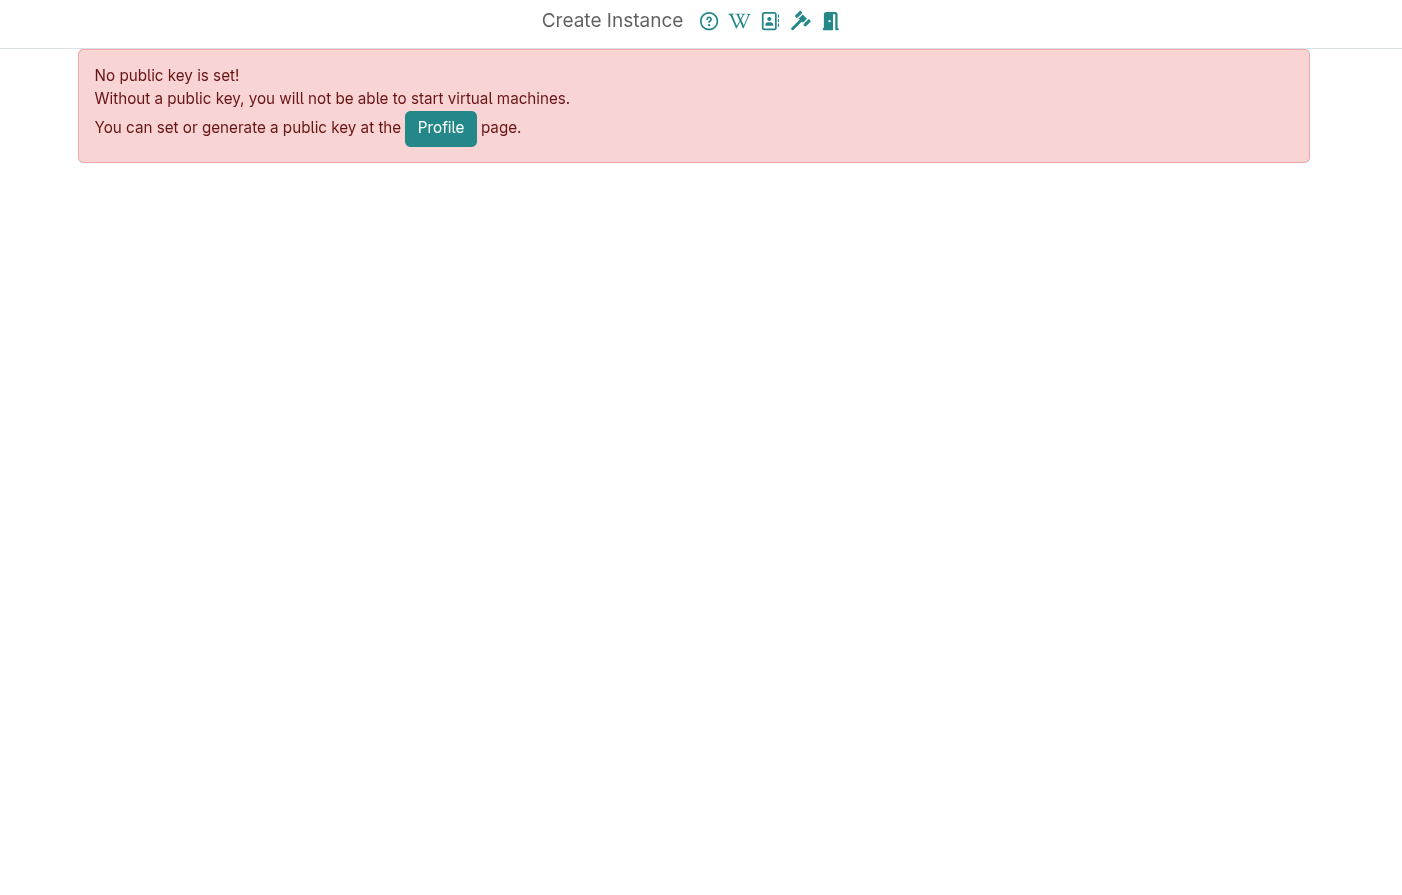 Create Instance
No public key is set!
Without a public key, you will not be able to start virtual machines.
You can set or generate a public key at the Profile page.